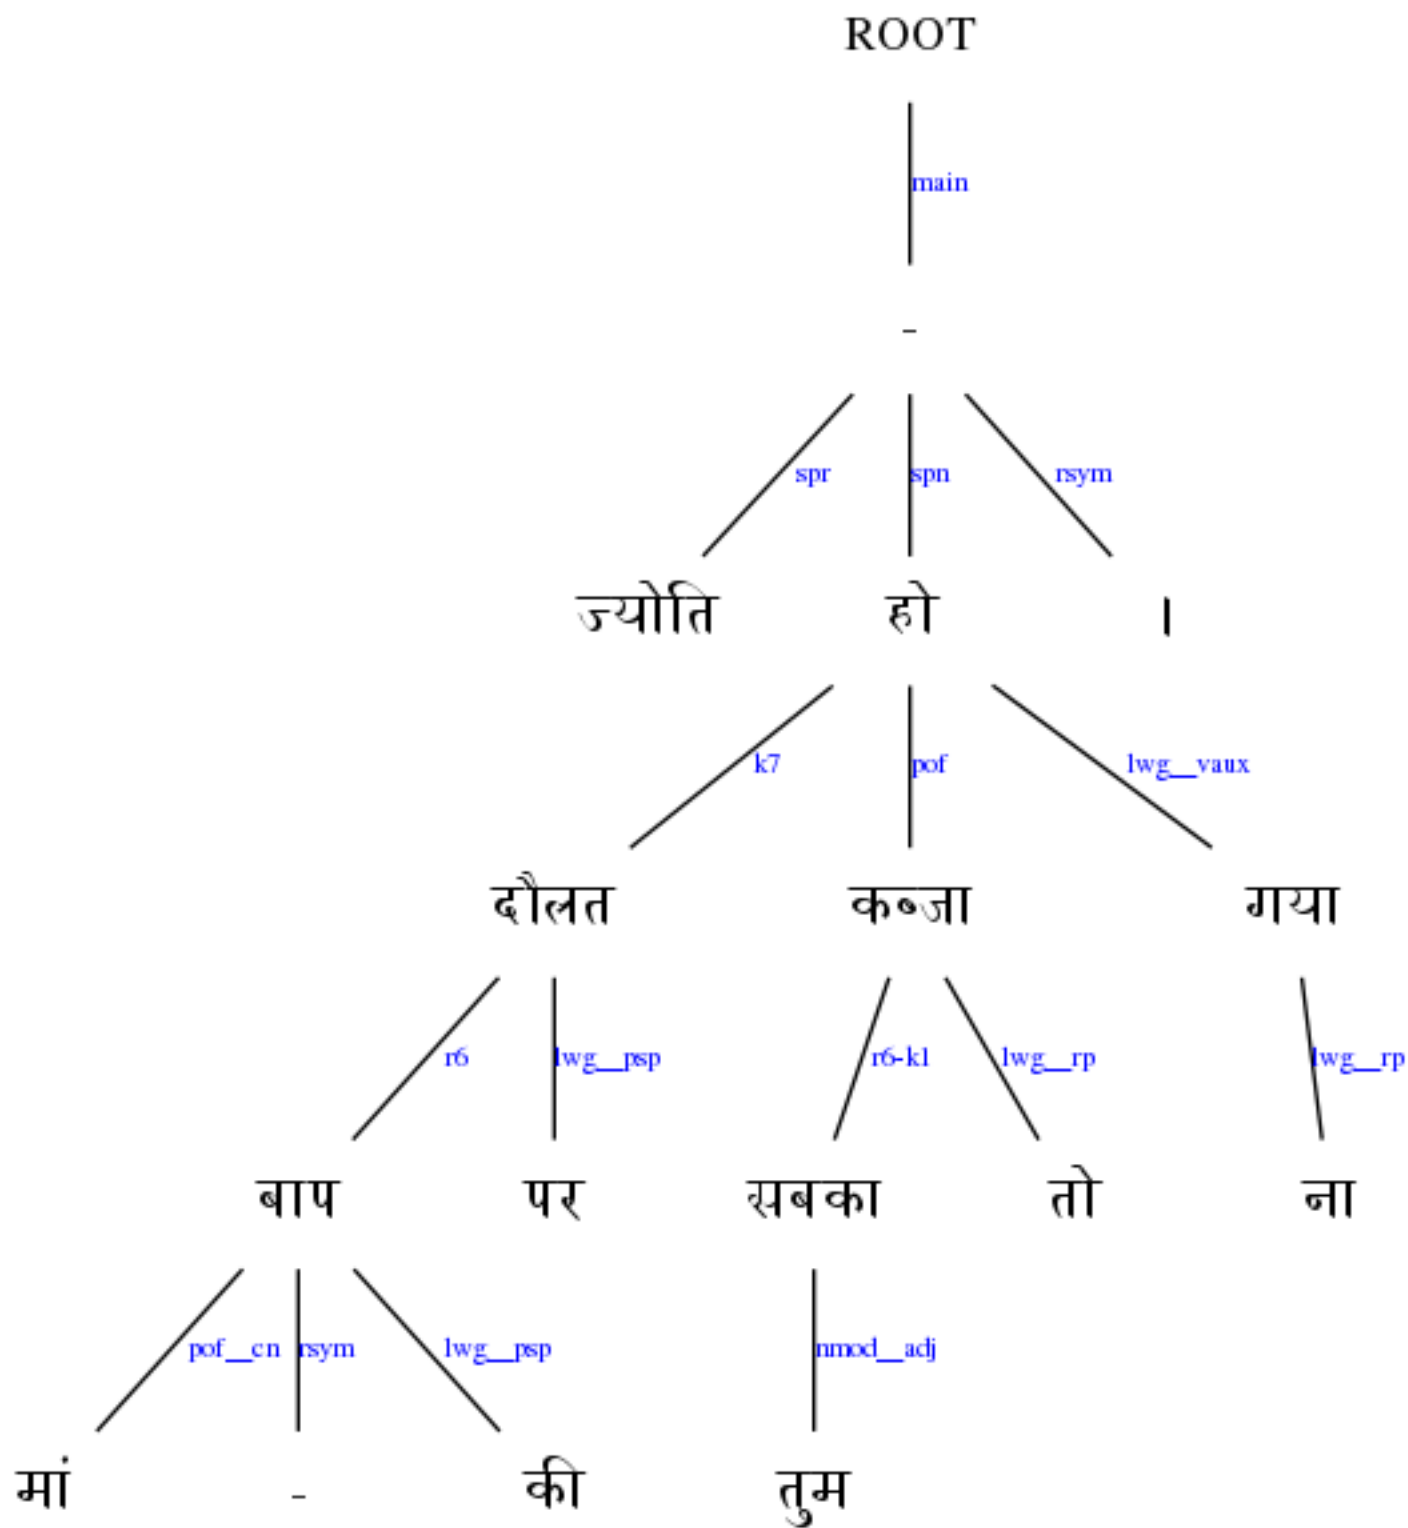 ROOT
main
-
spr spn rsym
ज्योति हो ।
k7 pof lwg__vaux
दौलत कब्जा गया
r6 lwg__psp r6-k1 lwg__rp lwg__rp
बाप पर सबका तो ना
pof__cn rsym lwg__psp nmod__adj
मां - की तुम